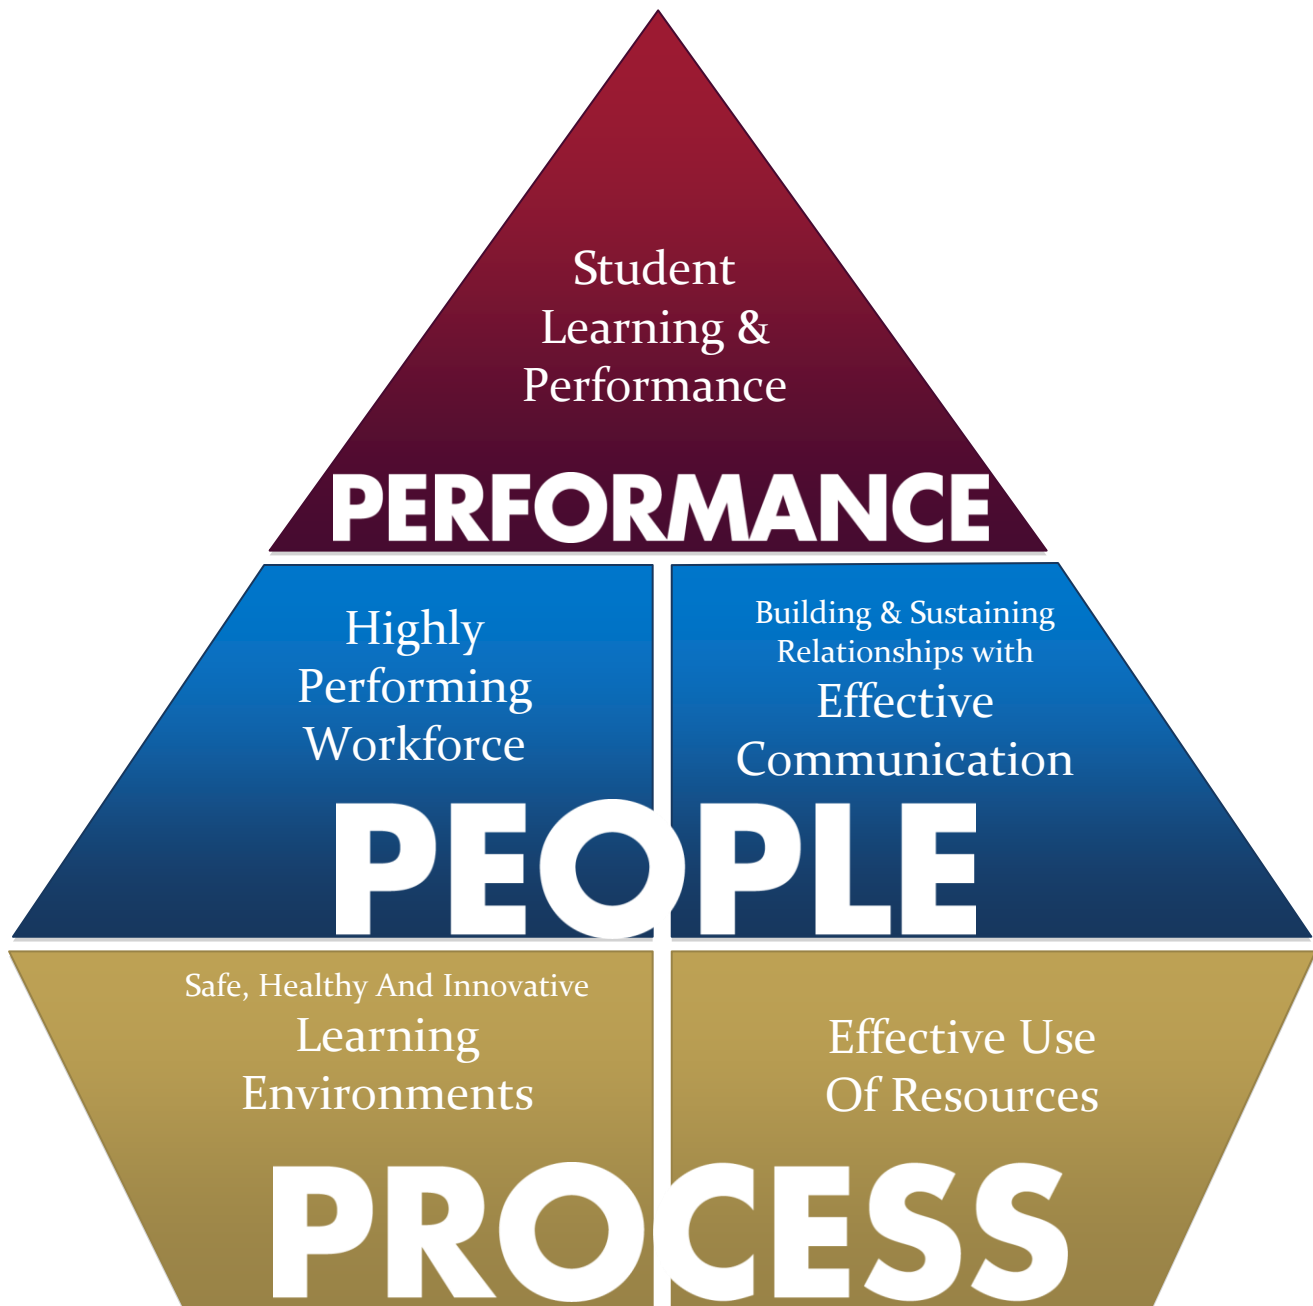 Student
Learning &
Performance
PERFORMANCE
Highly
Performing
Workforce
Building & Sustaining
Relationships with
Effective
Communication
PEOPLE
Safe, Healthy And Innovative
Learning
Environments
Effective Use
Of Resources
PROCESS